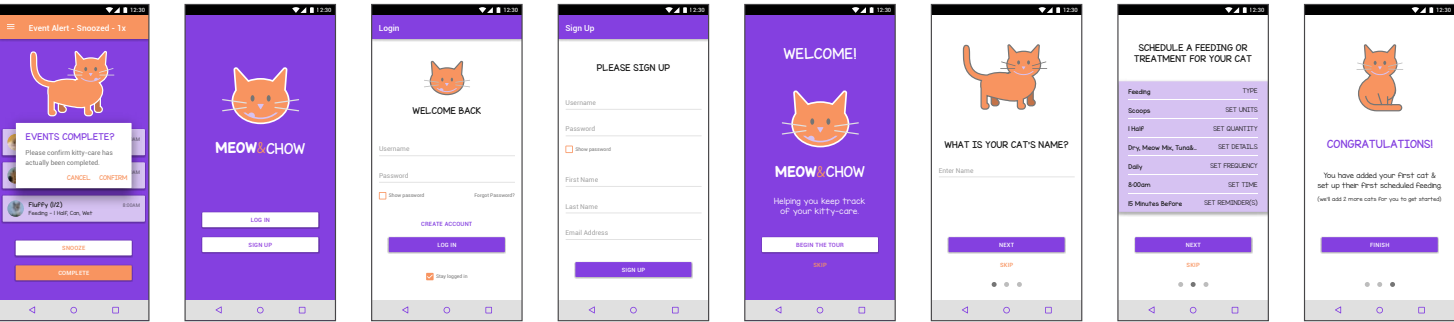 12:30
Event Alert - Snoozed - 1x
AM
EVENTS COMPLETE?
Please confirm kitty-care has
actually been completed.
CANCEL CONFIRM
AM
Fluffy (1/2) 8:00AM
Feeding - 1 Half, Can, Wet
SNOOZE
COMPLETE
12:30
MEOW&CHOW
LOG IN
SIGN UP
12:30
Login
WELCOME BACK
Username
Password
Show password Forgot Password?
CREATE ACCOUNT
LOG IN
Stay logged in
12:30
Sign Up
PLEASE SIGN UP
Username
Password
Show password
First Name
Last Name
Email Address
SIGN UP
12:30
WELCOME!
MEOW&CHOW
Helping you keep track
of your kitty-care.
BEGIN THE TOUR
SKIP
12:30
WHAT IS YOUR CAT'S NAME?
Enter Name
NEXT
SKIP
12:30
SCHEDULE A FEEDING OR
TREATMENT FOR YOUR CAT
Feeding TYPE
Scoops SET UNITS
1 Half SET QUANTITY
Dry, Meow Mix, Tuna&.. SET DETAILS
Daily SET FREQUENCY
8:00am SET TIME
15 Minutes Before SET REMINDER(S)
NEXT
SKIP
12:30
CONGRATULATIONS!
You have added your first cat &
set up their first scheduled feeding.
(we'll add 2 more cats for you to get started)
FINISH